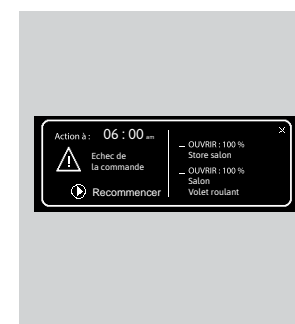 Action à : 06 : 00 am
Echec de
la commande
Recommencer
OUVRIR : 100 %
Store salon
OUVRIR : 100 %
Salon
Volet roulant